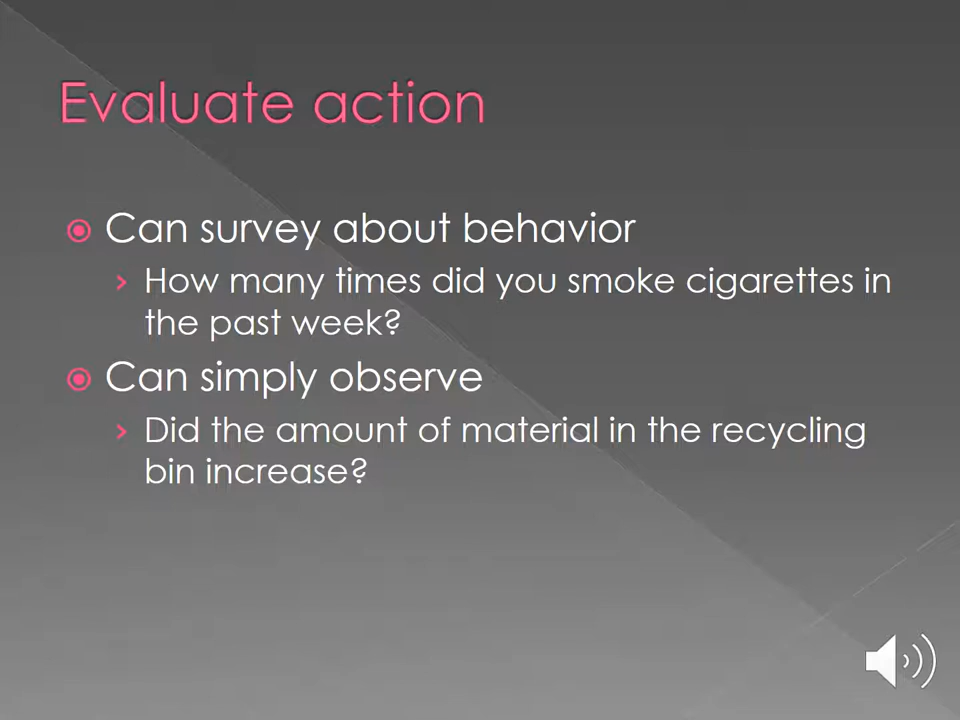 Evaluate action
Can survey about behavior
How many times did you smoke cigarettes in
the past week?
Can simply observe
Did the amount of material in the recycling
bin increase?